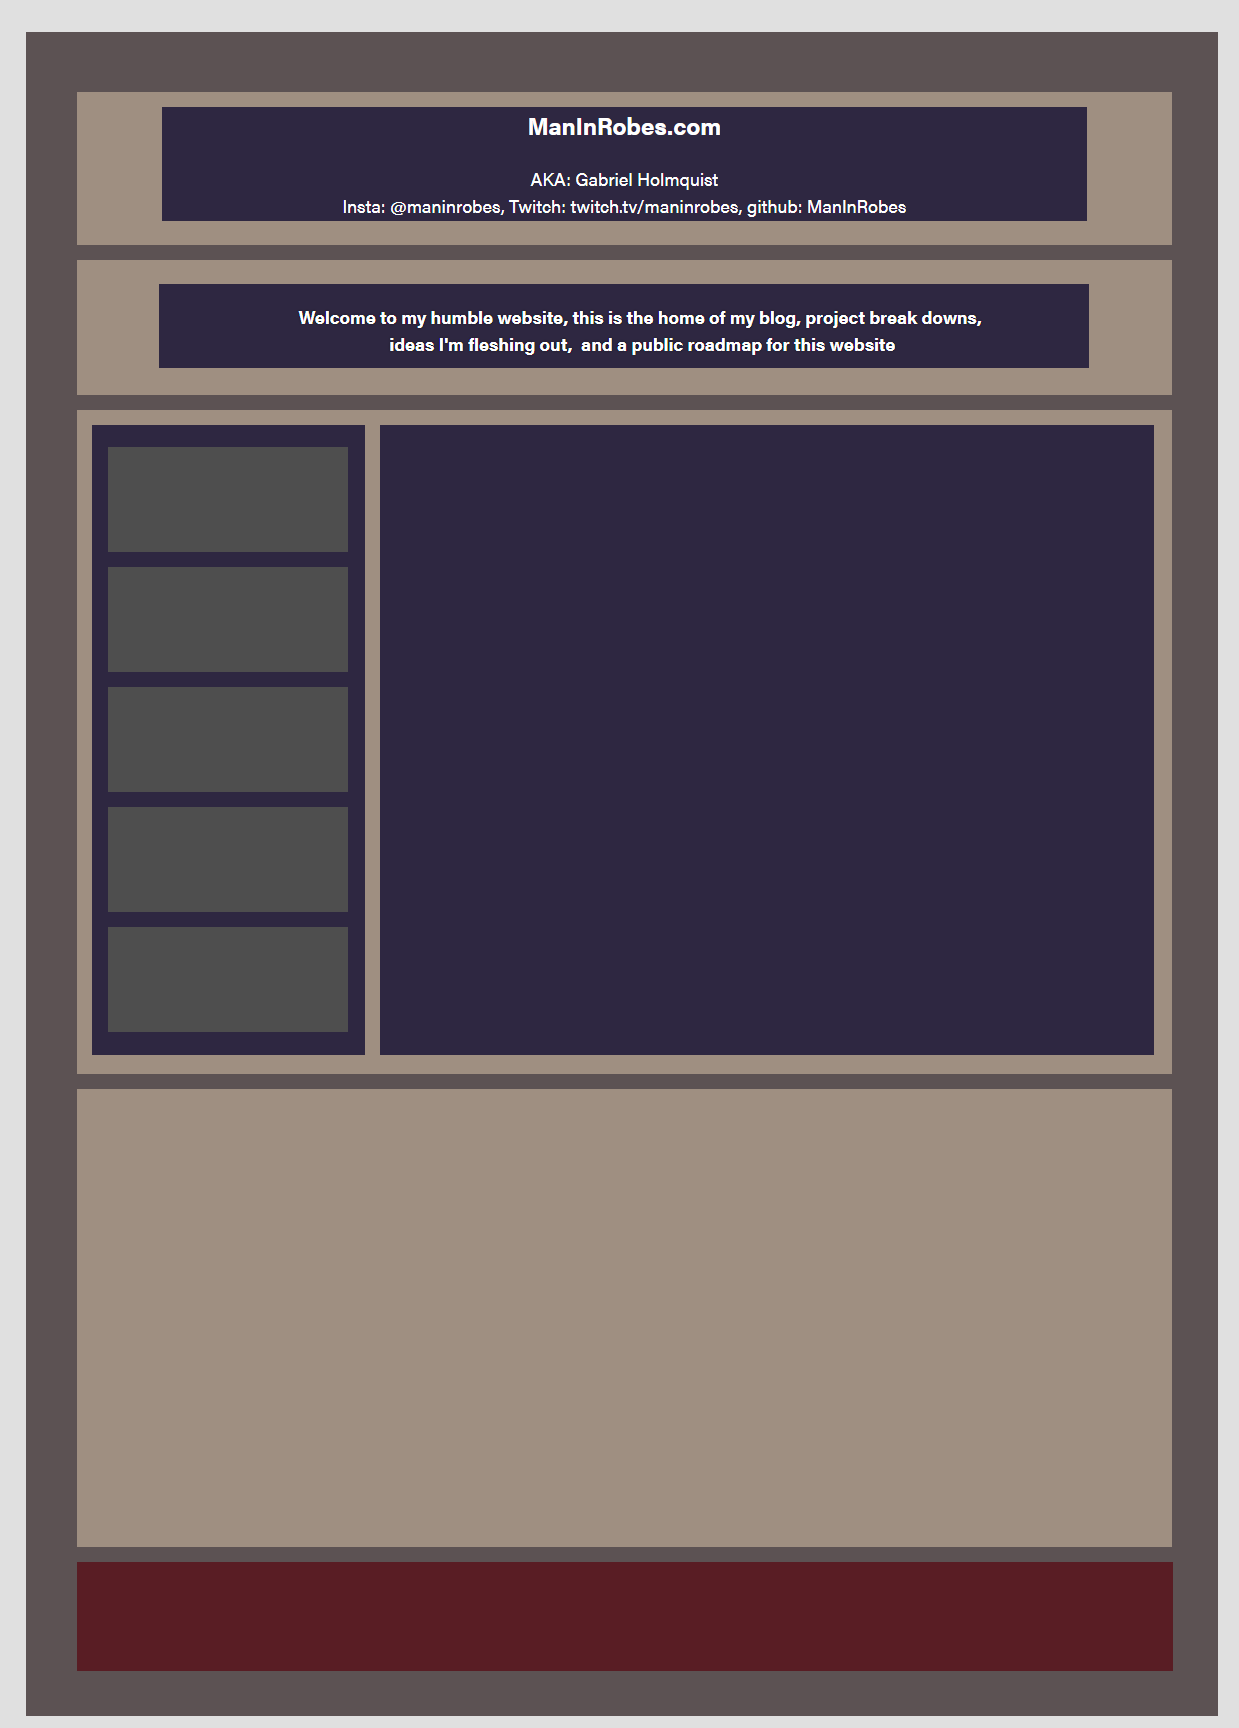 ManInRobes.com
AKA: Gabriel Holmquist
Insta: @maninrobes, Twitch: twitch.tv/maninrobes, github: ManInRobes
Welcome to my humble website, this is the home of my blog, project break downs,
ideas I'm fleshing out,  and a public roadmap for this website